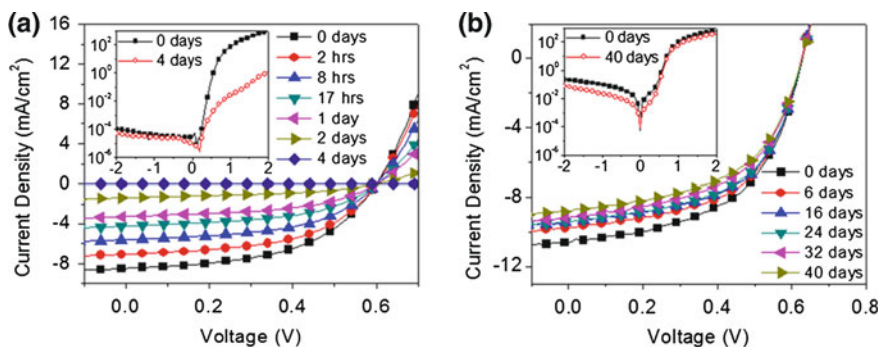 (a)
16
12
8
4
0
-4
-8
Current Density (mA/cm²)
0.0 0.2 0.4 0.6
Voltage (V)
0 days
2 hrs
8 hrs
17 hrs
1 day
2 days
4 days
0 days
4 days
10²
10⁰
10⁻²
10⁻⁴
10⁻⁶
-2 -1 0 1 2
(b)
0
-4
-8
-12
Current Density (mA/cm²)
0.0 0.2 0.4 0.6 0.8
Voltage (V)
0 days
6 days
16 days
24 days
32 days
40 days
0 days
40 days
10²
10⁰
10⁻²
10⁻⁴
10⁻⁶
-2 -1 0 1 2